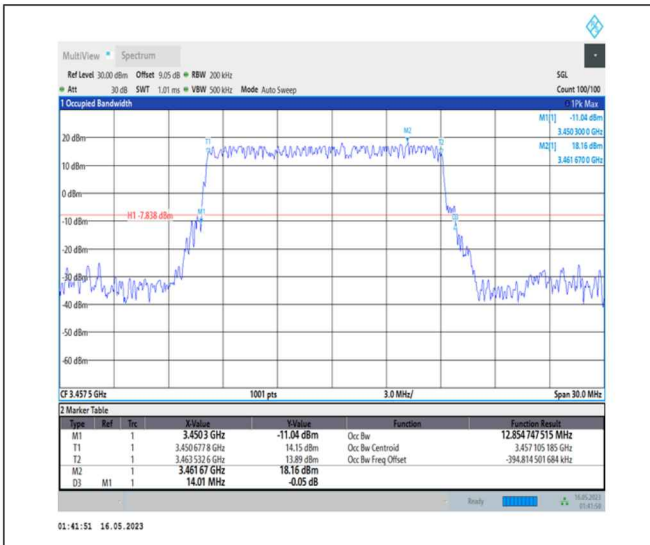 MultiView Spectrum
Ref Level 30.00 dBm Offset 9.05 dB RBW 200 kHz SGL
Att 30 dB SWT 1.01 ms VBW 500 kHz Mode Auto Sweep Count 100/100
1 Occupied Bandwidth 1Pk Max
M1[1] -11.04 dBm
3.450 300 0 GHz
M2[1] 18.16 dBm
3.461 670 0 GHz
M2
T1 T2
20 dBm
10 dBm
0 dBm
M1
H1 -7.838 dBm
-10 dBm
D3
-20 dBm
-30 dBm
-40 dBm
-50 dBm
-60 dBm
CF 3.457 5 GHz 1001 pts 3.0 MHz/ Span 30.0 MHz
2 Marker Table
Type Ref Trc X-Value Y-Value Function Function Result
M1 1 3.450 3 GHz -11.04 dBm Occ Bw 12.854 747 515 MHz
T1 1 3.450 677 8 GHz 14.15 dBm Occ Bw Centroid 3.457 105 185 GHz
T2 1 3.463 532 6 GHz 13.89 dBm Occ Bw Freq Offset -394.814 501 684 kHz
M2 1 3.461 67 GHz 18.16 dBm
D3 M1 1 14.01 MHz -0.05 dB
Ready 16.05.2023
01:41:50
01:41:51 16.05.2023